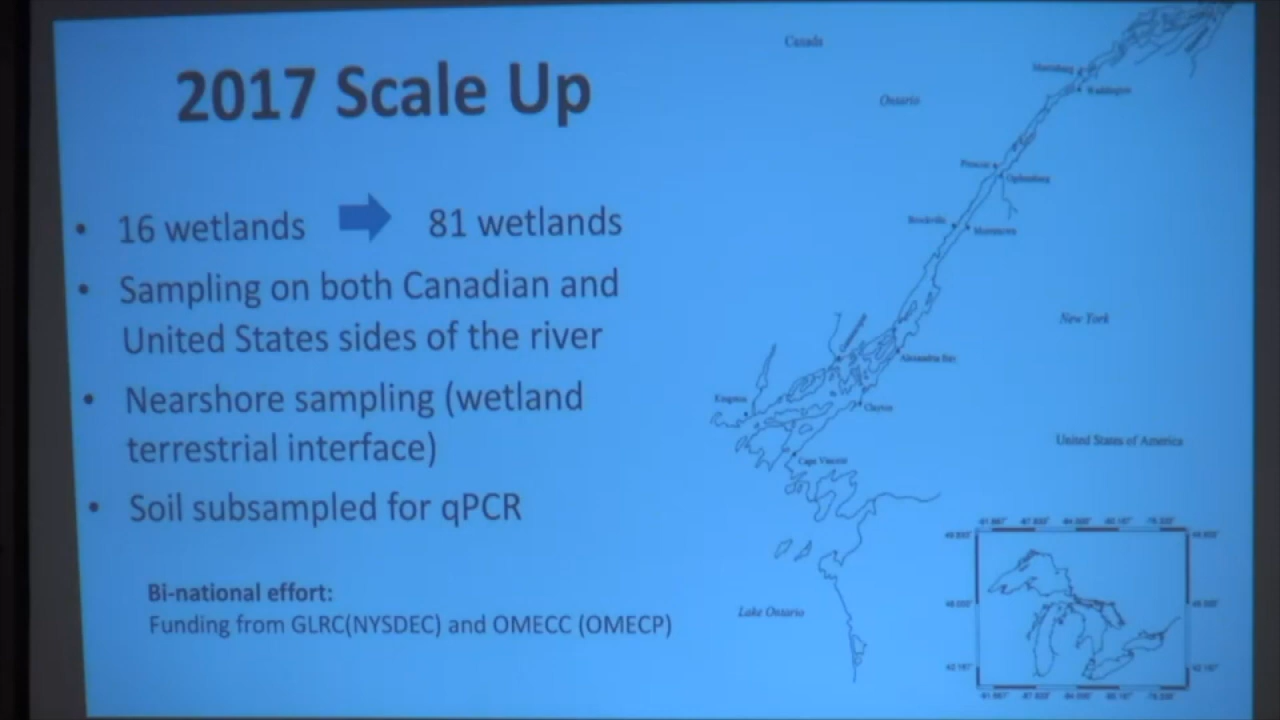 2017 Scale Up
• 16 wetlands 81 wetlands
• Sampling on both Canadian and
United States sides of the river
• Nearshore sampling (wetland
terrestrial interface)
• Soil subsampled for qPCR
Bi-national effort:
Funding from GLRC(NYSDEC) and OMECC (OMECP)
Canada
Ontario
Brockville
New York
Alexandria Bay
Kingston
Clayton
United States of America
Cape Vincent
Lake Ontario